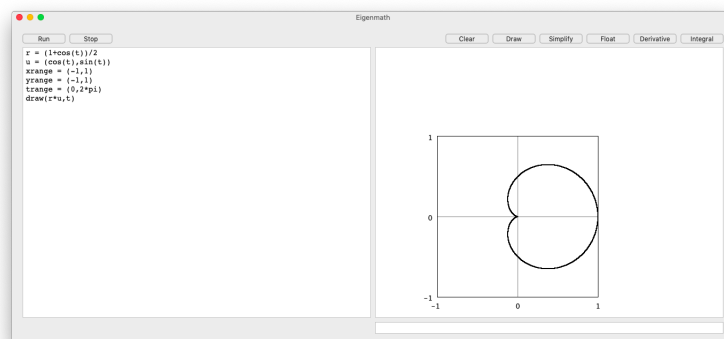 Eigenmath
Run Stop Clear Draw Simplify Float Derivative Integral
r = (1+cos(t))/2
u = (cos(t),sin(t))
xrange = (-1,1)
yrange = (-1,1)
trange = (0,2*pi)
draw(r*u,t)
1
0
-1
-1 0 1